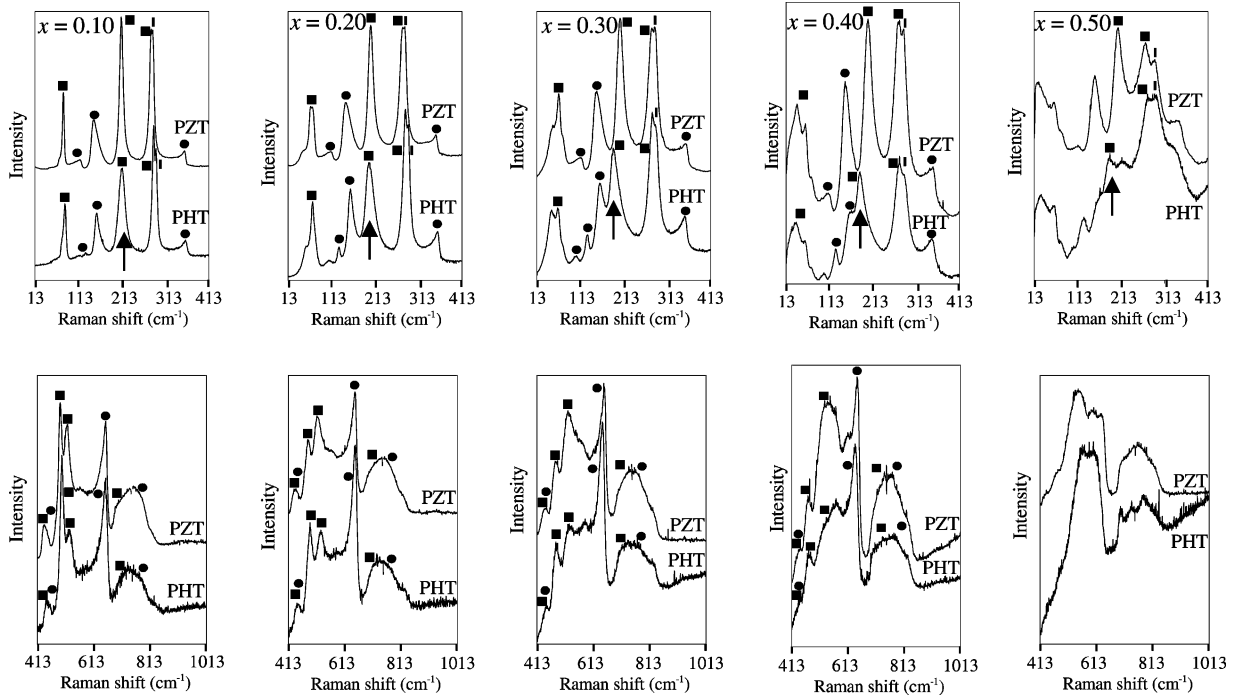 x = 0.10
x = 0.20
x = 0.30
x = 0.40
x = 0.50
Intensity
PZT
PHT
13 113 213 313 413
Raman shift (cm-1)
Intensity
PZT
PHT
13 113 213 313 413
Raman shift (cm-1)
Intensity
PZT
PHT
13 113 213 313 413
Raman shift (cm-1)
Intensity
PZT
PHT
13 113 213 313 413
Raman shift (cm-1)
Intensity
PZT
PHT
13 113 213 313 413
Raman shift (cm-1)
Intensity
PZT
PHT
413 613 813 1013
Raman shift (cm-1)
Intensity
PZT
PHT
413 613 813 1013
Raman shift (cm-1)
Intensity
PZT
PHT
413 613 813 1013
Raman shift (cm-1)
Intensity
PZT
PHT
413 613 813 1013
Raman shift (cm-1)
Intensity
PZT
PHT
413 613 813 1013
Raman shift (cm-1)